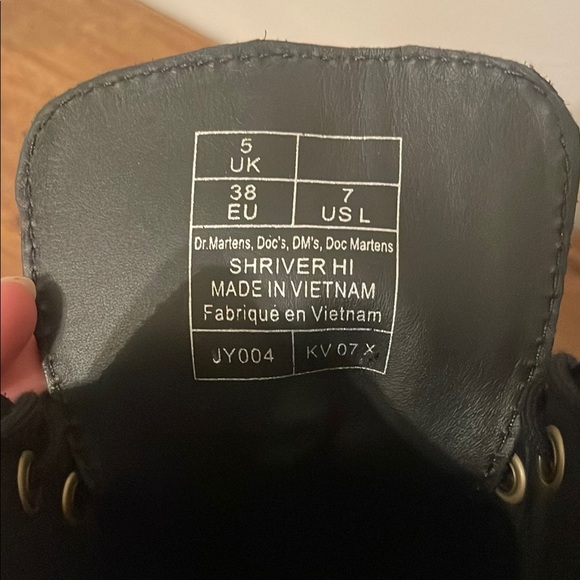 5
UK
38
EU
7
US L
Dr.Martens, Doc's, DM's, Doc Martens
SHRIVER HI
MADE IN VIETNAM
Fabriqué en Vietnam
JY004
KV 07 X